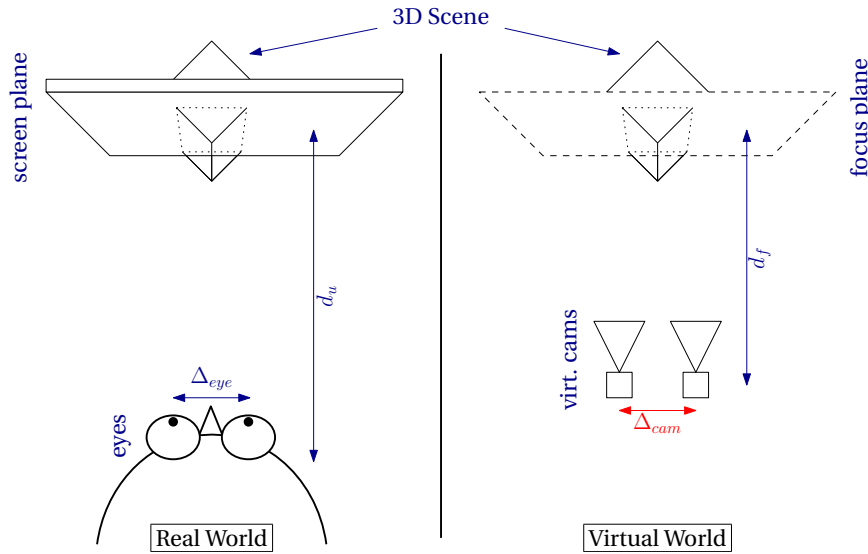 3D Scene
screen plane
focus plane
d_u
d_f
virt. cams
Δ_eye
Δ_cam
eyes
Real World
Virtual World